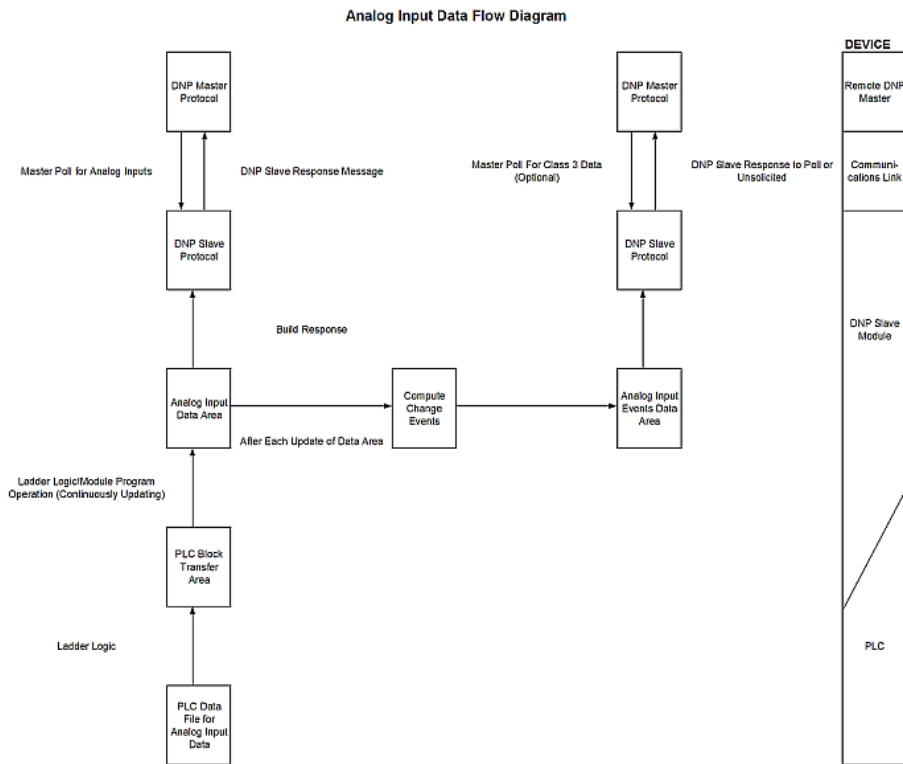 Analog Input Data Flow Diagram
DEVICE
DNP Master
Protocol
DNP Master
Protocol
Remote DNP
Master
Master Poll for Analog Inputs
DNP Slave Response Message
Master Poll For Class 3 Data
(Optional)
DNP Slave Response to Poll or
Unsolicited
Communi-
cations Link
DNP Slave
Protocol
DNP Slave
Protocol
Build Response
DNP Slave
Module
Analog Input
Data Area
Compute
Change
Events
Analog Input
Events Data
Area
After Each Update of Data Area
Ladder Logic/Module Program
Operation (Continuously Updating)
PLC Block
Transfer
Area
Ladder Logic
PLC
PLC Data
File for
Analog Input
Data